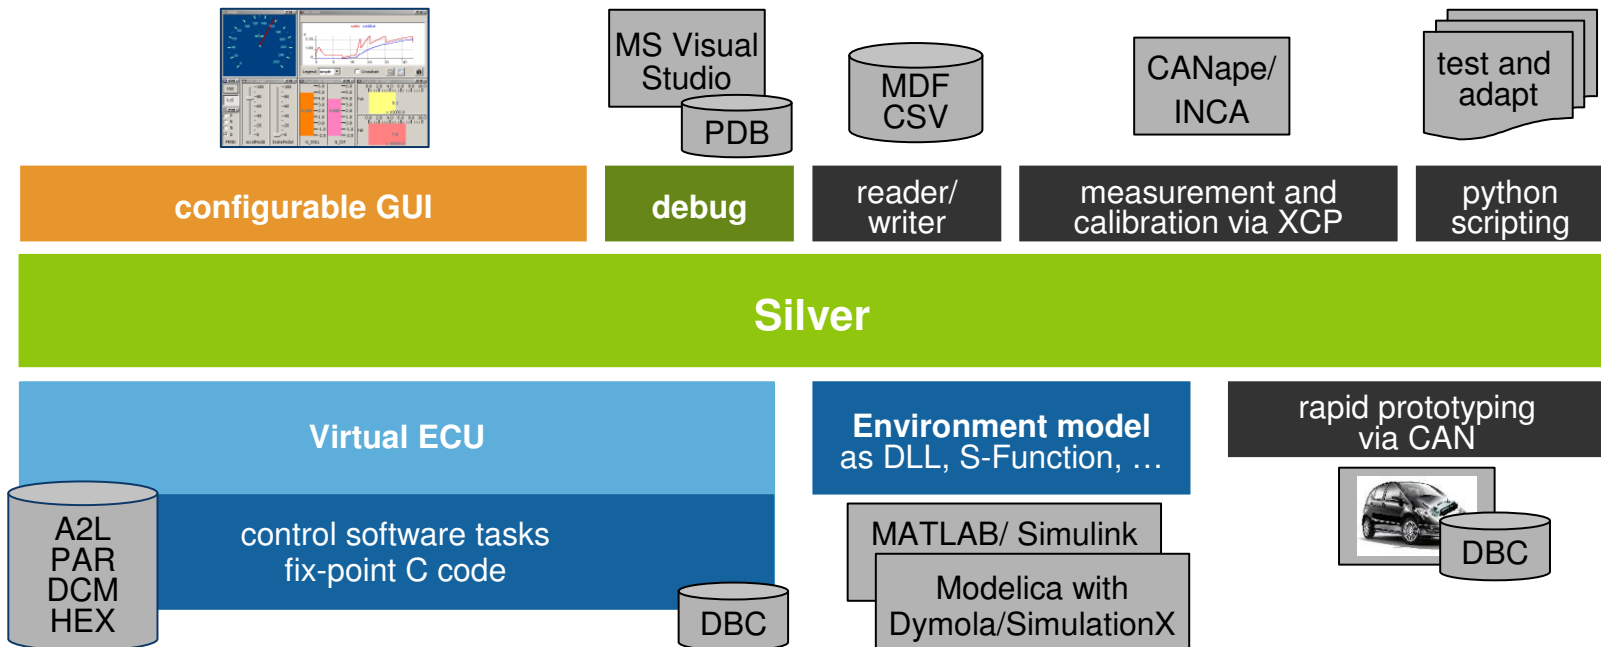 MS Visual
Studio
PDB
MDF
CSV
CANape/
INCA
test and
adapt
configurable GUI
debug
reader/
writer
measurement and
calibration via XCP
python
scripting
Silver
Virtual ECU
Environment model
as DLL, S-Function, …
rapid prototyping
via CAN
A2L
PAR
DCM
HEX
control software tasks
fix-point C code
DBC
MATLAB/ Simulink
Modelica with
Dymola/SimulationX
DBC